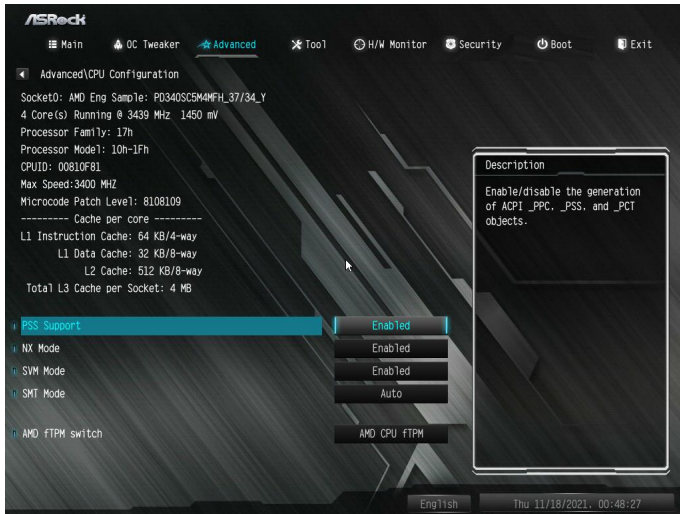 ASRock
Main OC Tweaker Advanced Tool H/W Monitor Security Boot Exit
Advanced\CPU Configuration
Socket0: AMD Eng Sample: PD340SC5M4MFH_37/34_Y
4 Core(s) Running @ 3439 MHz 1450 mV
Processor Family: 17h
Processor Model: 10h-1Fh
CPUID: 00810F81
Max Speed:3400 MHZ
Microcode Patch Level: 8108109
--------- Cache per core ---------
L1 Instruction Cache: 64 KB/4-way
L1 Data Cache: 32 KB/8-way
L2 Cache: 512 KB/8-way
Total L3 Cache per Socket: 4 MB
PSS Support Enabled
NX Mode Enabled
SVM Mode Enabled
SMT Mode Auto
AMD fTPM switch AMD CPU fTPM
Description
Enable/disable the generation
of ACPI _PPC, _PSS, and _PCT
objects.
English Thu 11/18/2021, 00:48:27